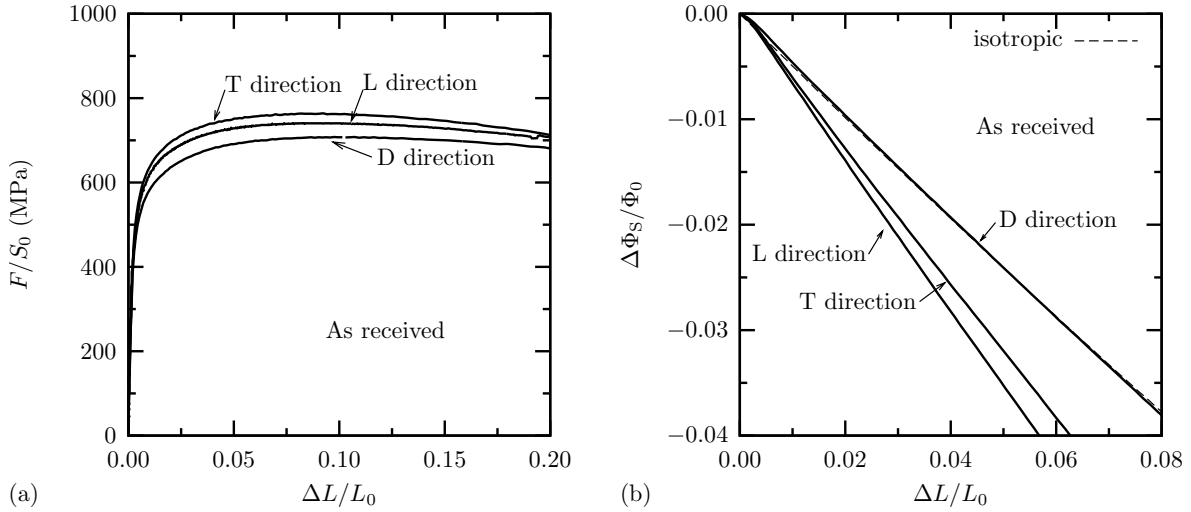 1000
800
600
400
200
0
F/S₀ (MPa)
0.00 0.05 0.10 0.15 0.20
ΔL/L₀
T direction
L direction
D direction
As received
(a)
0.00
−0.01
−0.02
−0.03
−0.04
ΔΦ_S/Φ₀
0.00 0.02 0.04 0.06 0.08
ΔL/L₀
isotropic
As received
D direction
L direction
T direction
(b)